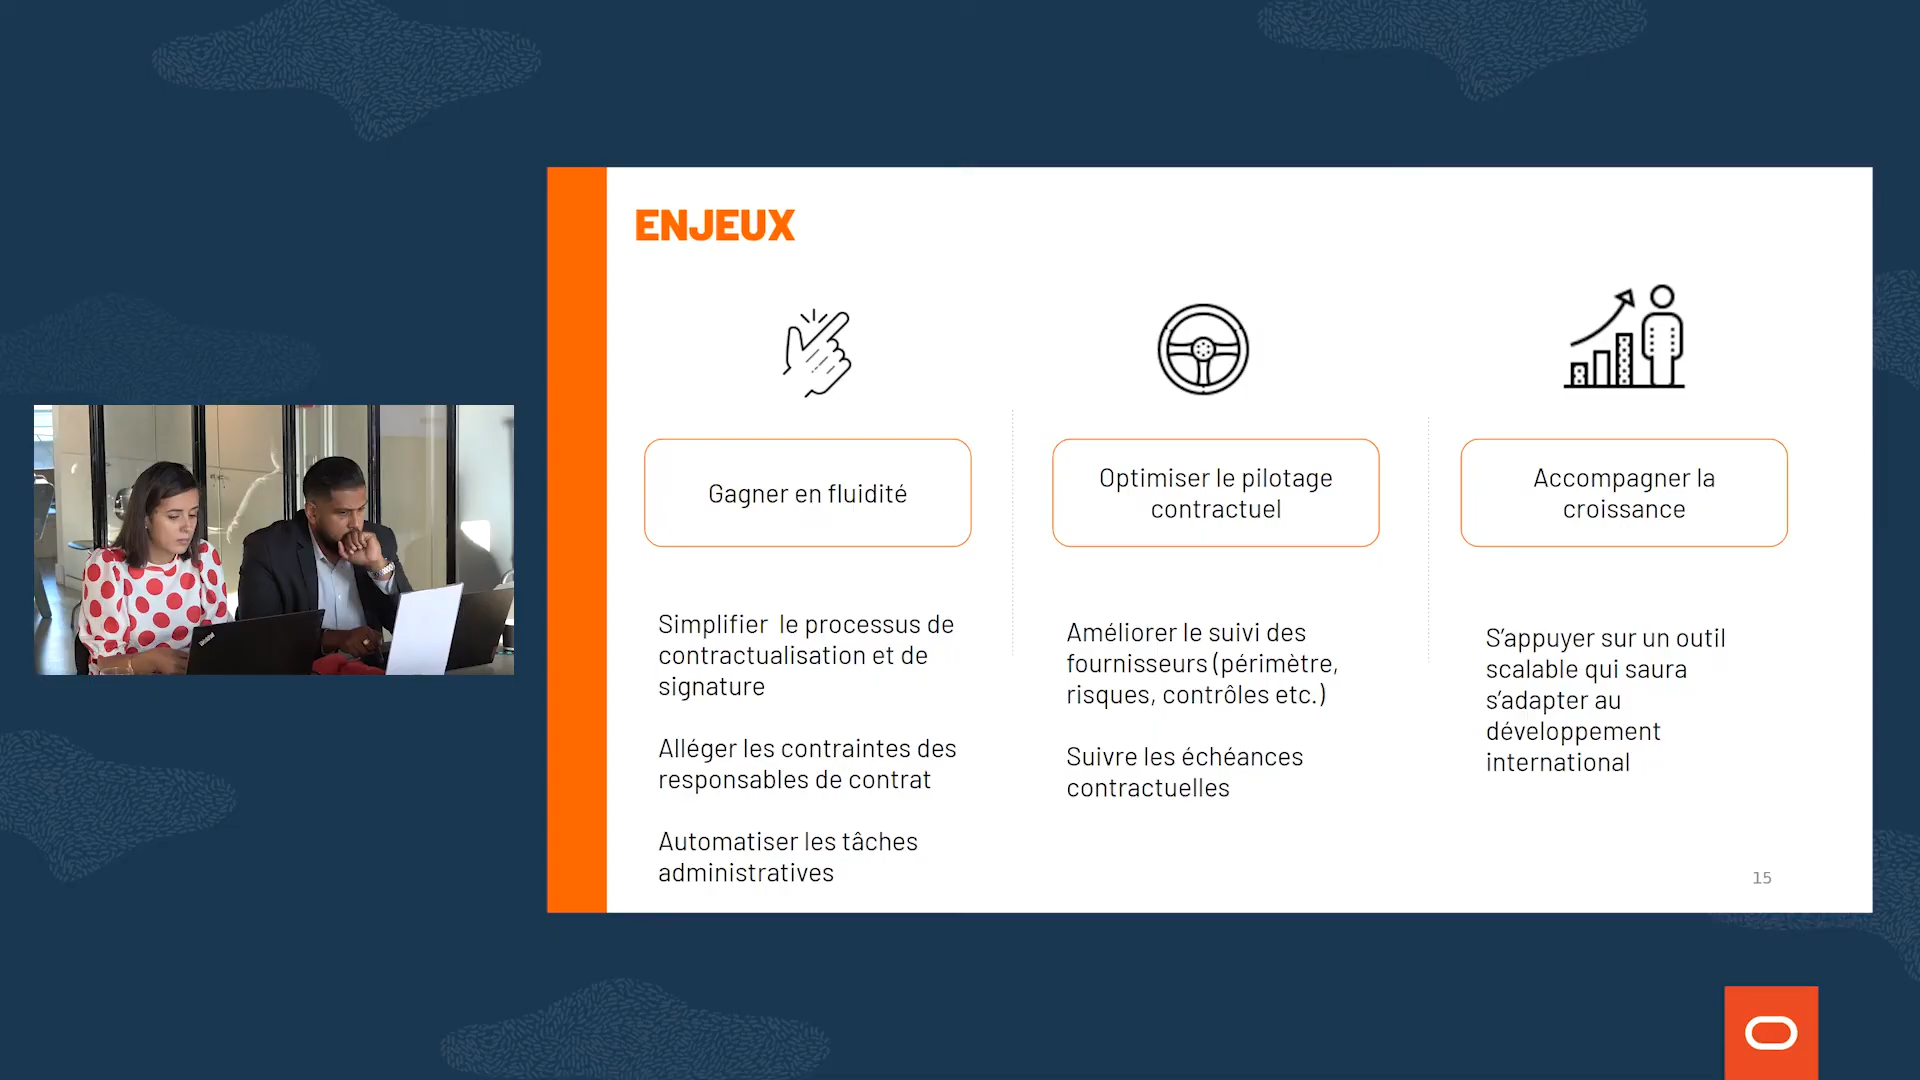 ENJEUX
Gagner en fluidité
Simplifier  le processus de
contractualisation et de
signature
Alléger les contraintes des
responsables de contrat
Automatiser les tâches
administratives
Optimiser le pilotage
contractuel
Améliorer le suivi des
fournisseurs (périmètre,
risques, contrôles etc.)
Suivre les échéances
contractuelles
Accompagner la
croissance
S’appuyer sur un outil
scalable qui saura
s’adapter au
développement
international
15